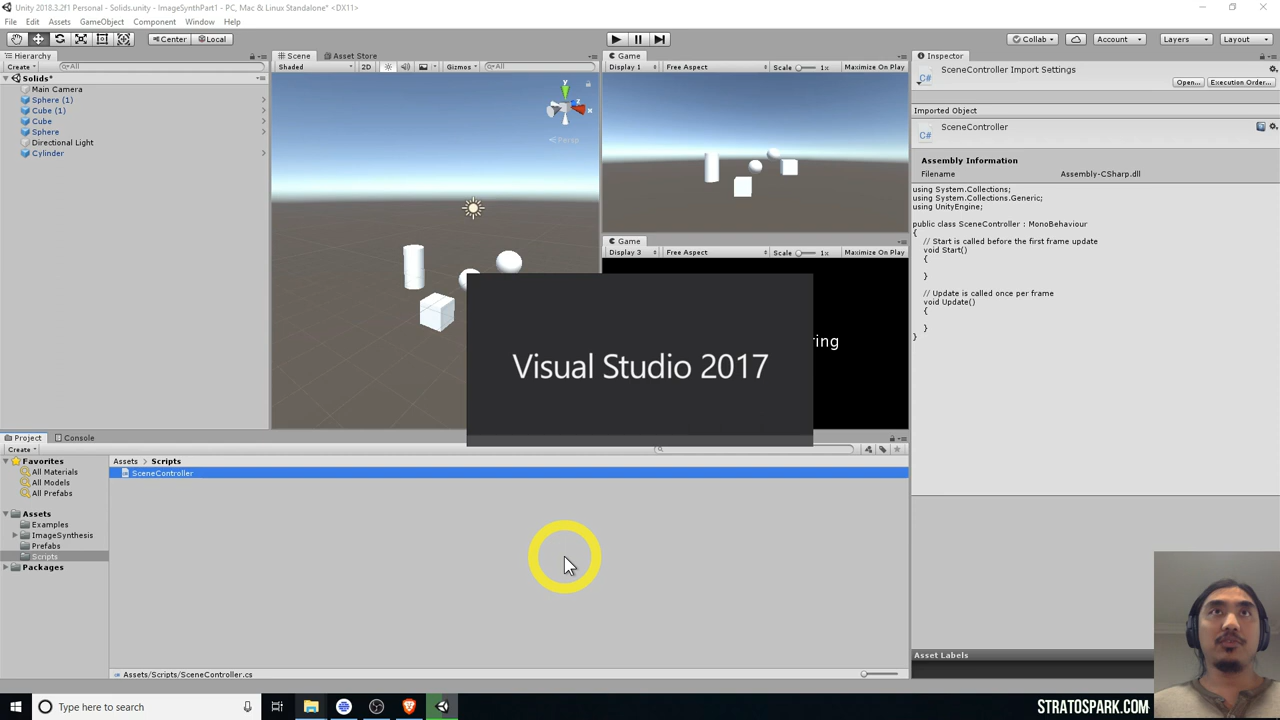 Unity 2018.3.2f1 Personal - Solids.unity - ImageSynthPart1 - PC, Mac & Linux Standalone* <DX11>
File Edit Assets GameObject Component Window Help
Center Local
Collab Account Layers Layout
Hierarchy
Create All
Solids*
Main Camera
Sphere (1)
Cube (1)
Cube
Sphere
Directional Light
Cylinder
Scene Asset Store
Shaded 2D Gizmos All
y
z
x
Persp
Game
Display 1 Free Aspect Scale 1x Maximize On Play
Game
Display 3 Free Aspect Scale 1x Maximize On Play
ring
Visual Studio 2017
Inspector
SceneController Import Settings
Open... Execution Order...
Imported Object
SceneController
Assembly Information
Filename Assembly-CSharp.dll
using System.Collections;
using System.Collections.Generic;
using UnityEngine;
public class SceneController : MonoBehaviour
{
// Start is called before the first frame update
void Start()
{
}
// Update is called once per frame
void Update()
{
}
}
Asset Labels
Project Console
Create
Favorites
All Materials
All Models
All Prefabs
Assets
Examples
ImageSynthesis
Prefabs
Scripts
Packages
Assets Scripts
SceneController
Assets/Scripts/SceneController.cs
Type here to search
STRATOSPARK.COM